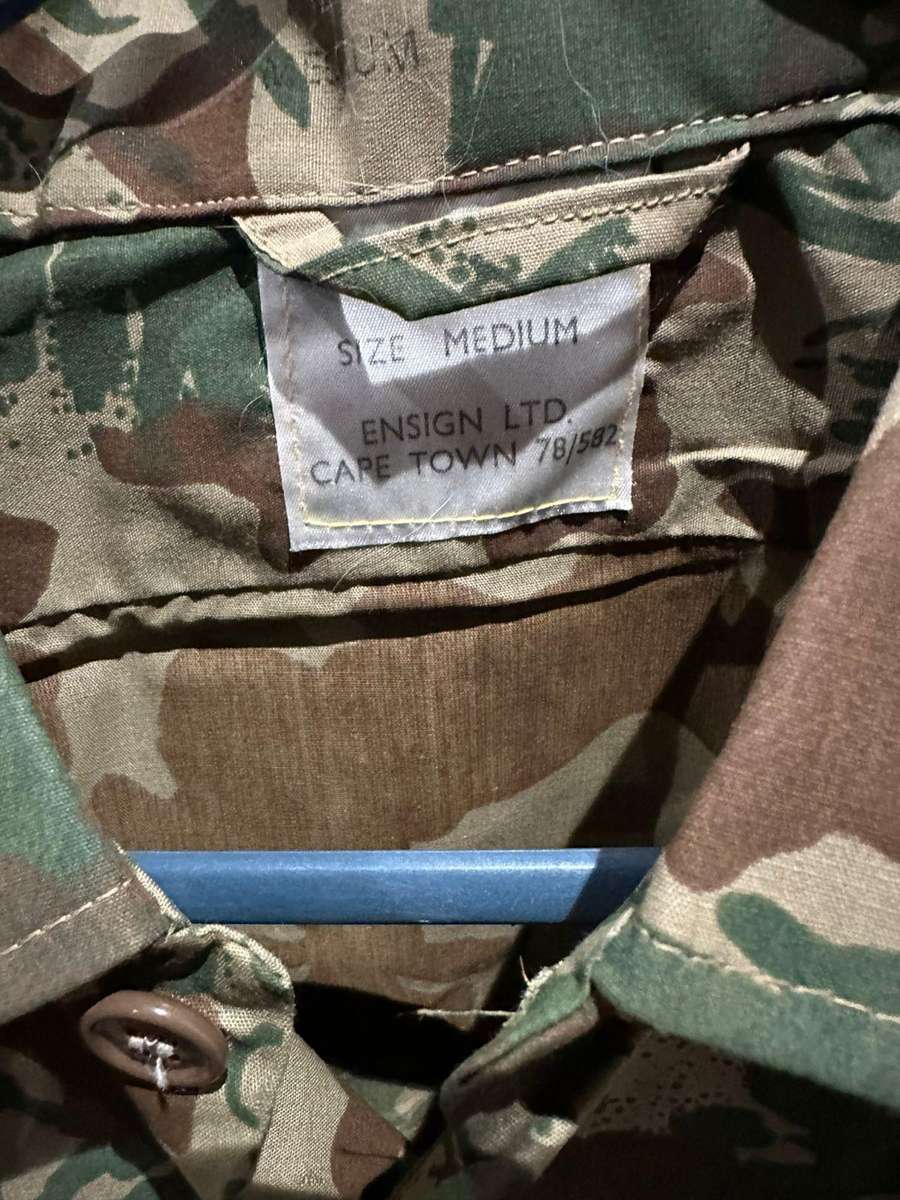 SIZE MEDIUM
ENSIGN LTD.
CAPE TOWN 78/582